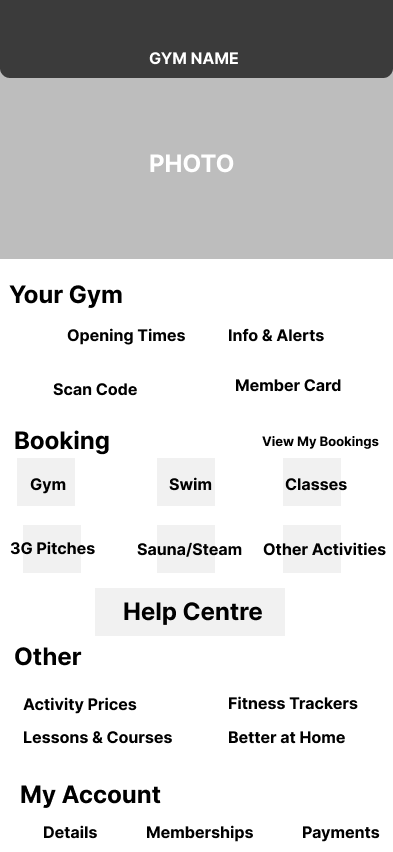 GYM NAME
PHOTO
Your Gym
Opening Times Info & Alerts
Scan Code Member Card
Booking View My Bookings
Gym Swim Classes
3G Pitches Sauna/Steam Other Activities
Help Centre
Other
Activity Prices Fitness Trackers
Lessons & Courses Better at Home
My Account
Details Memberships Payments